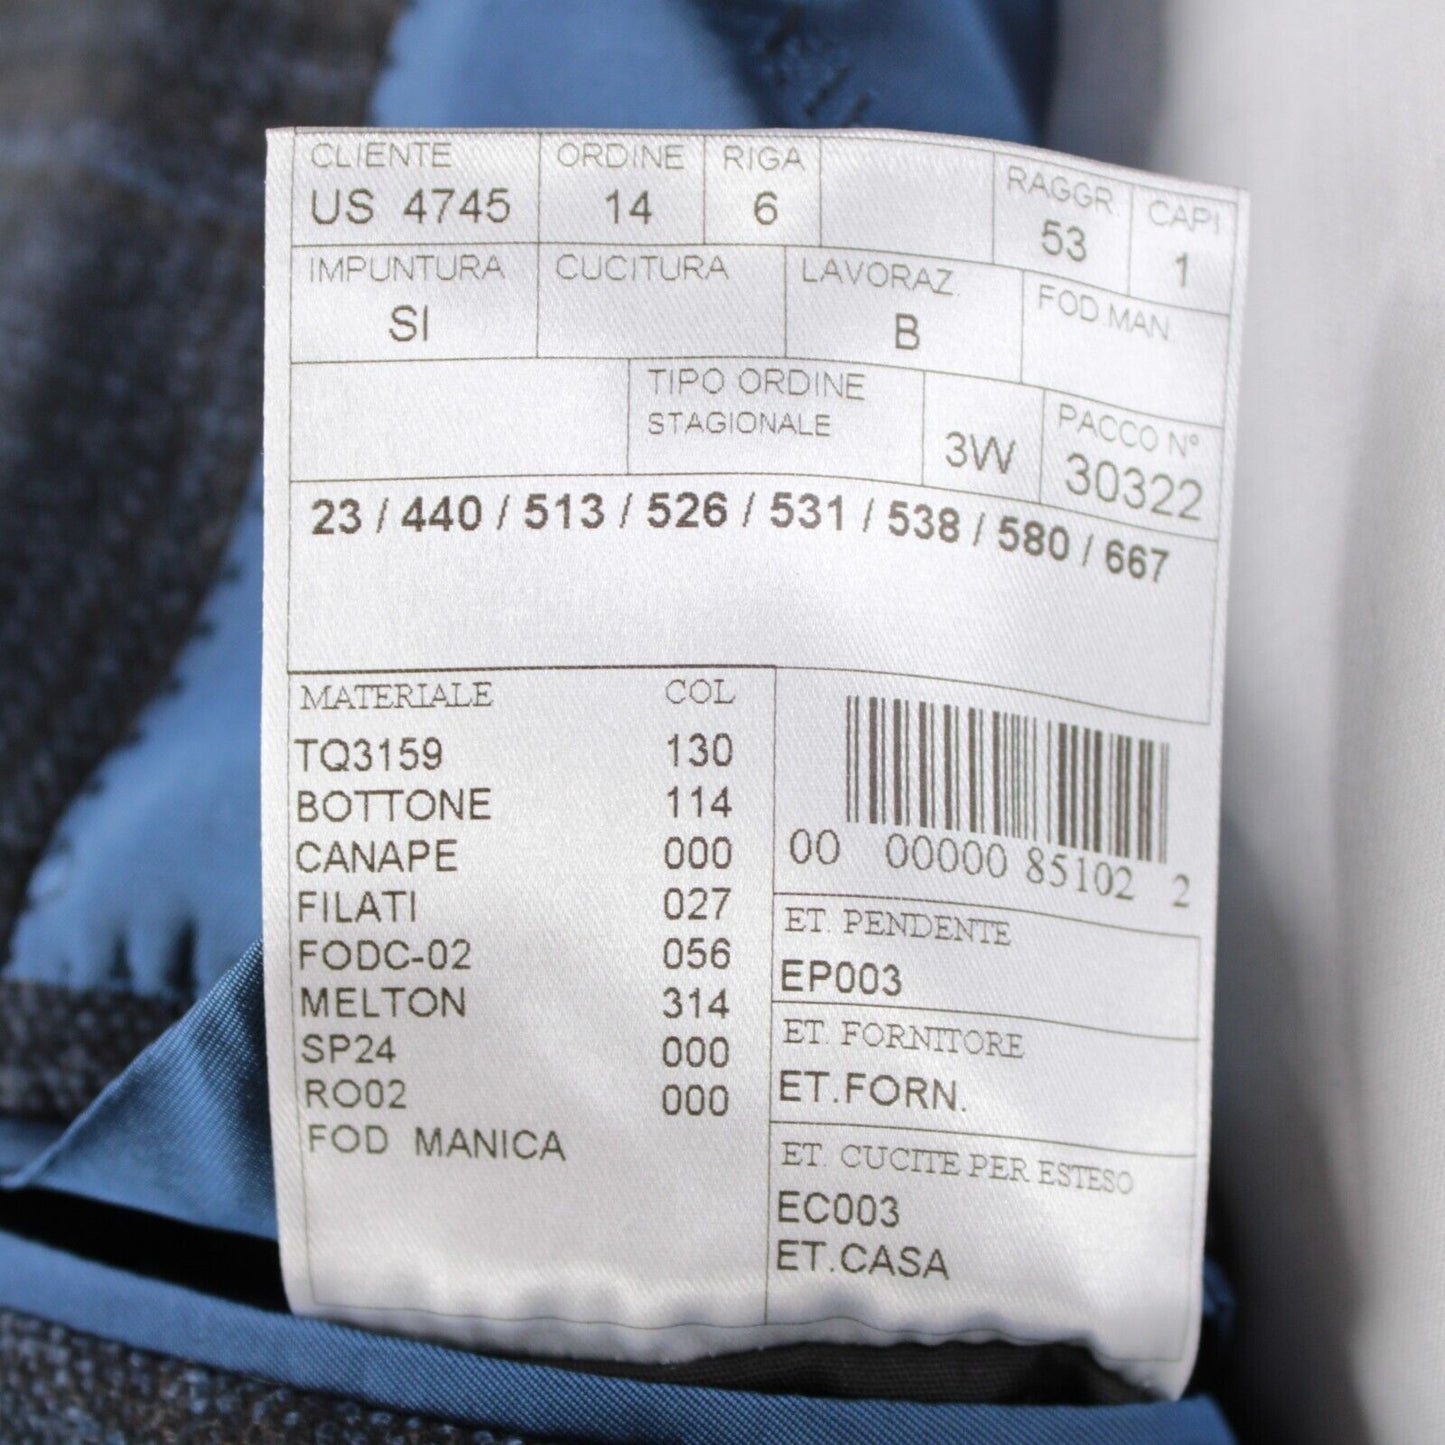 CLIENTE ORDINE RIGA RAGGR CAPI
US 4745 14 6 53 1
IMPUNTURA CUCITURA LAVORAZ. FOD.MAN
SI B
TIPO ORDINE PACCO N°
STAGIONALE 3W 30322
23 / 440 / 513 / 526 / 531 / 538 / 580 / 667
MATERIALE COL
TQ3159 130
BOTTONE 114
CANAPE 000
FILATI 027
FODC-02 056
MELTON 314
SP24 000
RO02 000
FOD MANICA
00 00000 85102 2
ET. PENDENTE
EP003
ET. FORNITORE
ET.FORN.
ET. CUCITE PER ESTESO
EC003
ET.CASA